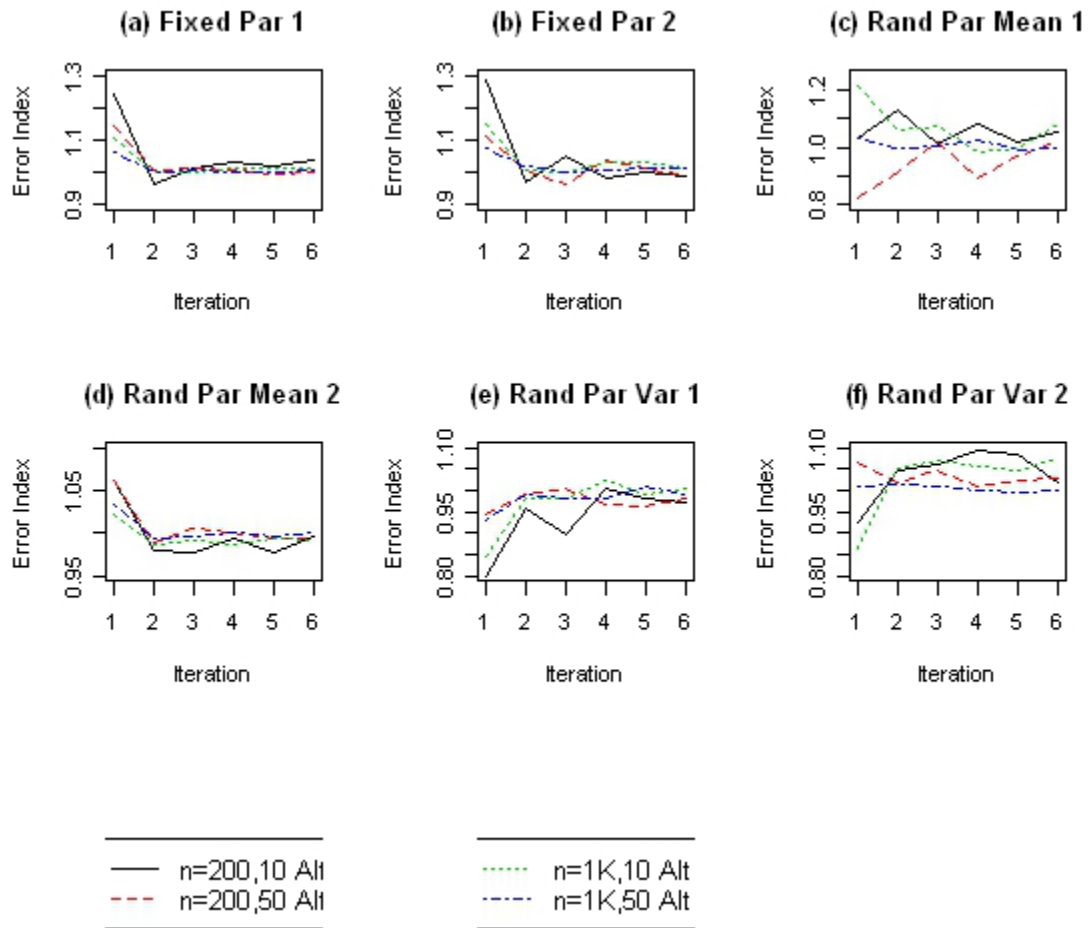 (a) Fixed Par 1
Error Index
0.9 1.1 1.3
1 2 3 4 5 6
Iteration
(b) Fixed Par 2
Error Index
0.9 1.1 1.3
1 2 3 4 5 6
Iteration
(c) Rand Par Mean 1
Error Index
0.8 1.0 1.2
1 2 3 4 5 6
Iteration
(d) Rand Par Mean 2
Error Index
0.95 1.05
1 2 3 4 5 6
Iteration
(e) Rand Par Var 1
Error Index
0.80 0.95 1.10
1 2 3 4 5 6
Iteration
(f) Rand Par Var 2
Error Index
0.80 0.95 1.10
1 2 3 4 5 6
Iteration
n=200,10 Alt
n=200,50 Alt
n=1K,10 Alt
n=1K,50 Alt